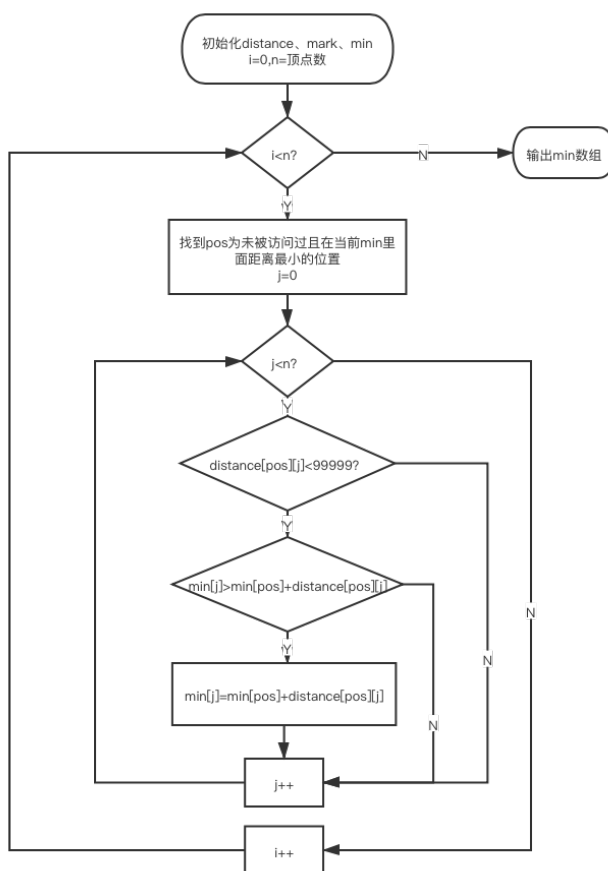 初始化distance、mark、min
i=0,n=顶点数
i<n?
N
输出min数组
Y
找到pos为未被访问过且在当前min里
面距离最小的位置
j=0
j<n?
Y
distance[pos][j]<99999?
Y
min[j]>min[pos]+distance[pos][j]
N
Y
N
min[j]=min[pos]+distance[pos][j]
N
j++
i++